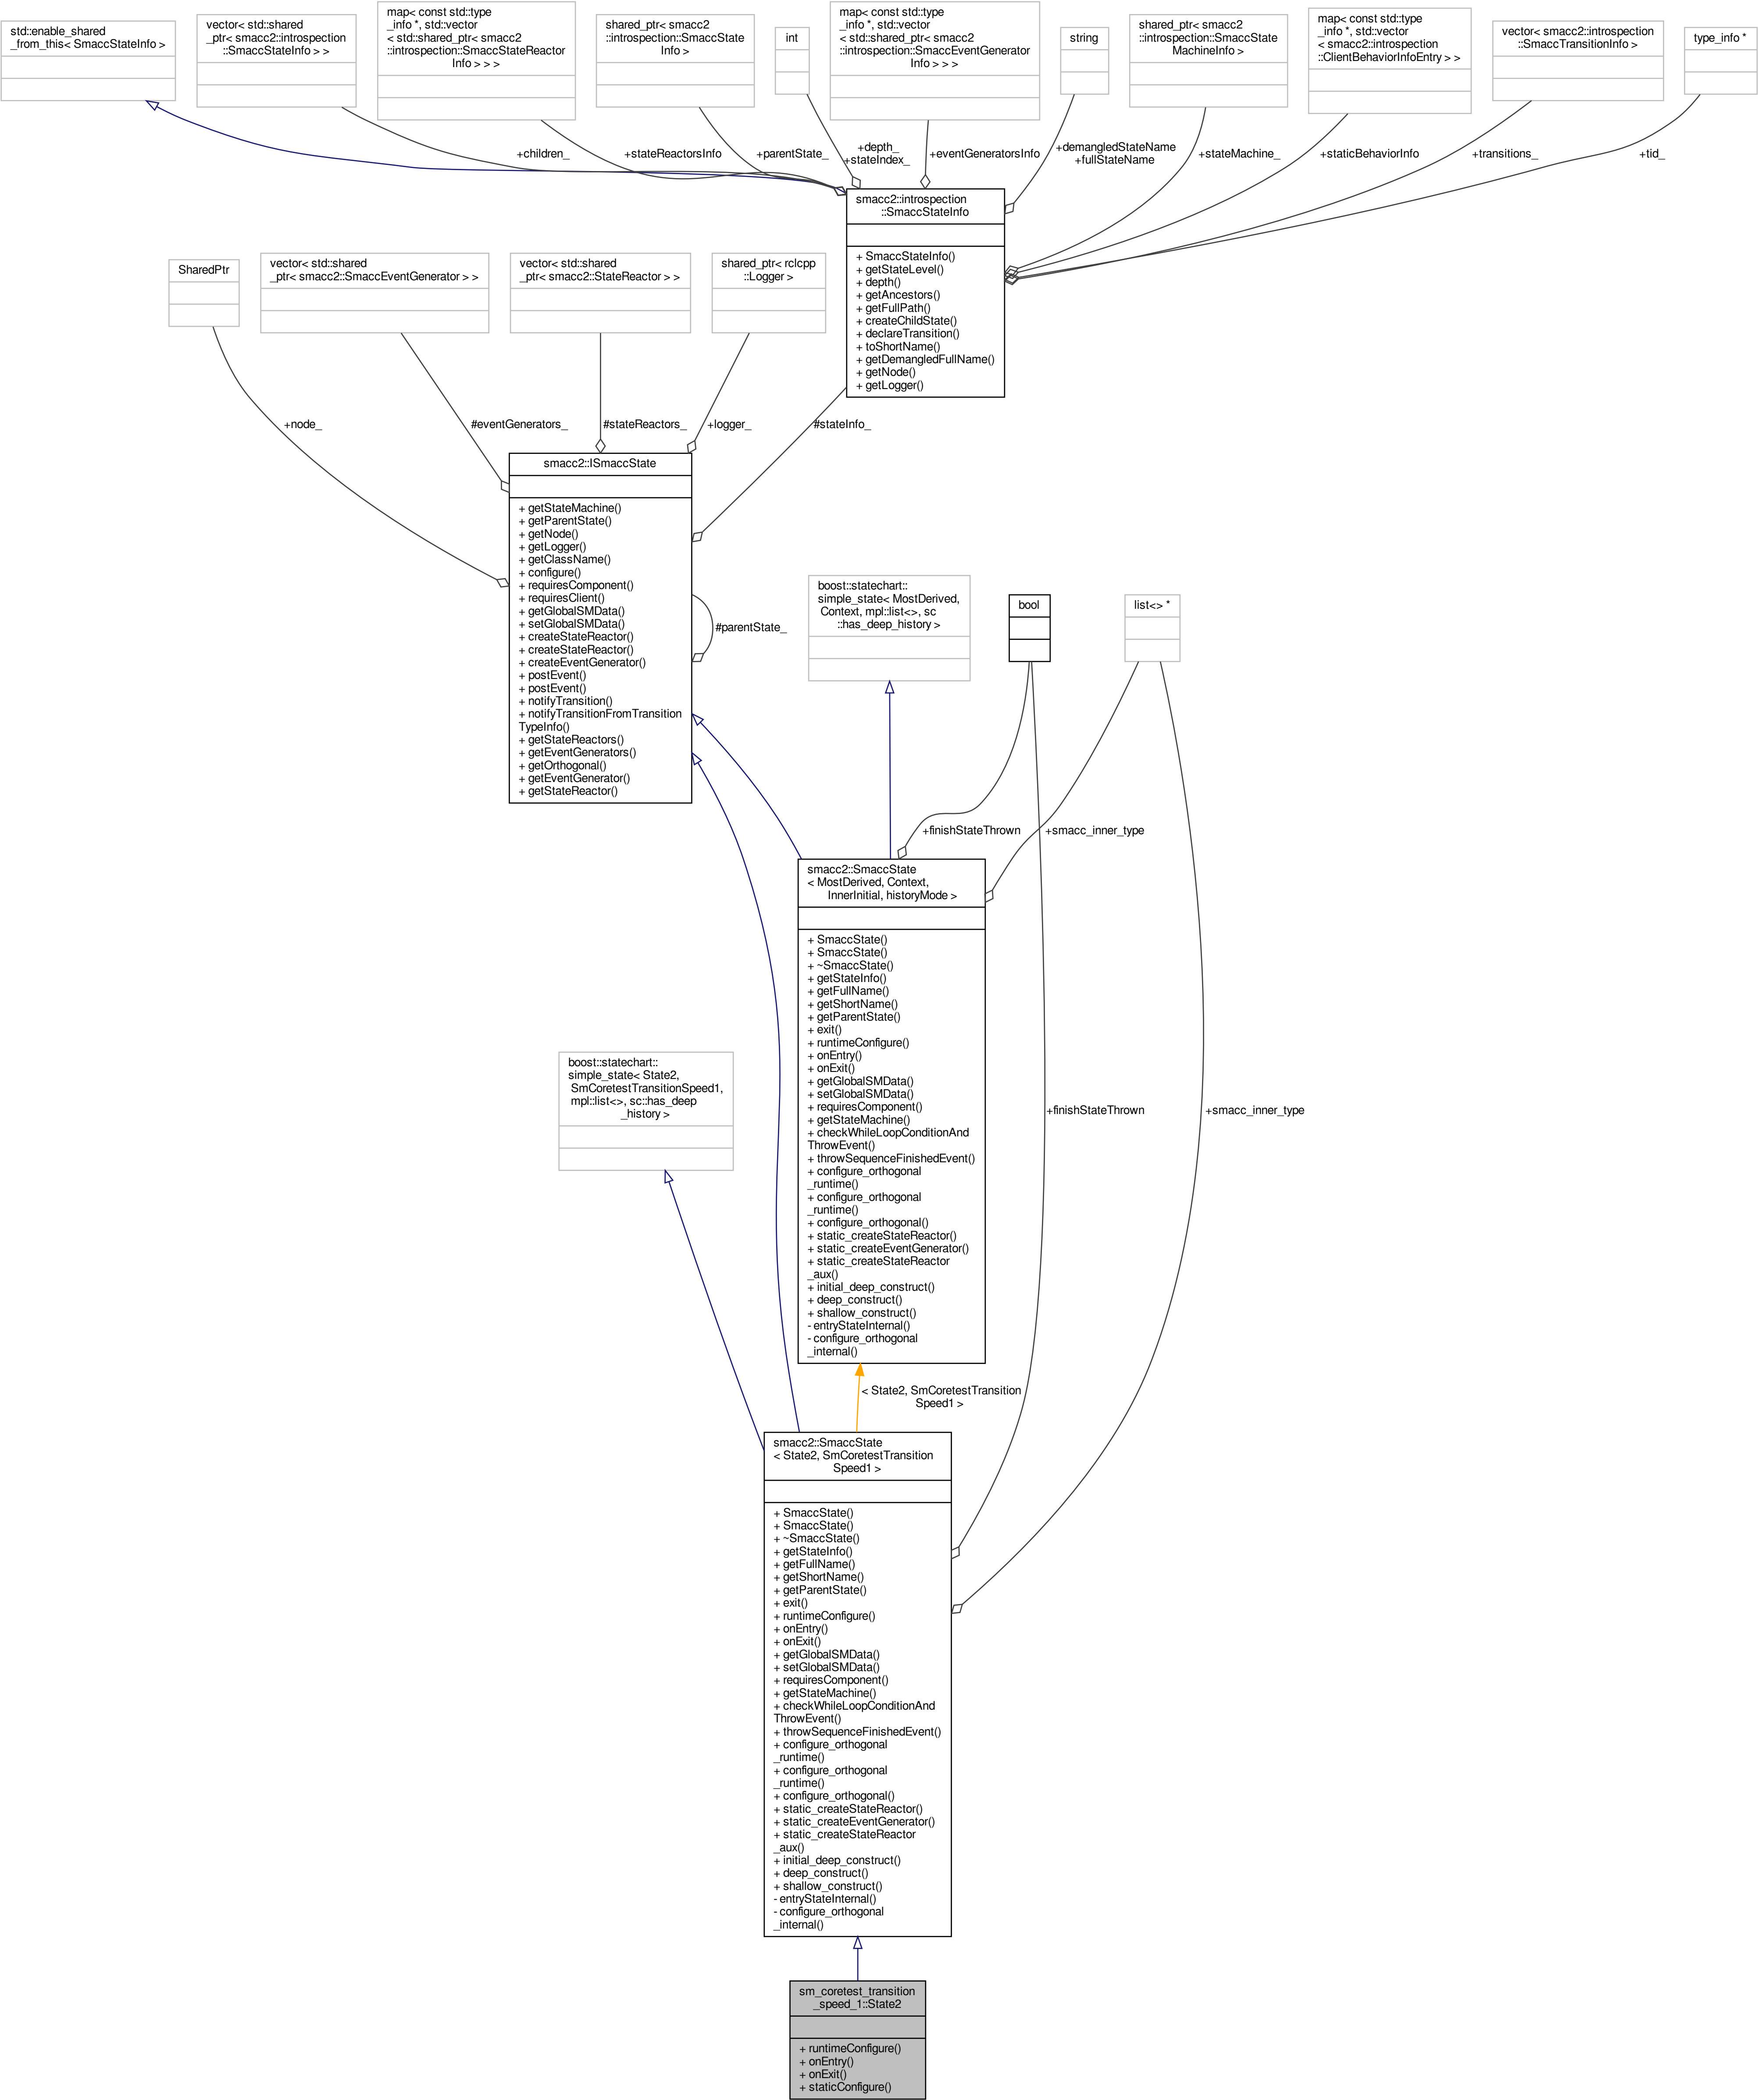 std::enable_shared
_from_this< SmaccStateInfo >
vector< std::shared
_ptr< smacc2::introspection
::SmaccStateInfo > >
map< const std::type
_info *, std::vector
< std::shared_ptr< smacc2
::introspection::SmaccStateReactor
Info > > >
shared_ptr< smacc2
::introspection::SmaccState
Info >
int
map< const std::type
_info *, std::vector
< std::shared_ptr< smacc2
::introspection::SmaccEventGenerator
Info > > >
string
shared_ptr< smacc2
::introspection::SmaccState
MachineInfo >
map< const std::type
_info *, std::vector
< smacc2::introspection
::ClientBehaviorInfoEntry > >
vector< smacc2::introspection
::SmaccTransitionInfo >
type_info *
+children_
+stateReactorsInfo
+parentState_
+depth_
+stateIndex_
+eventGeneratorsInfo
+demangledStateName
+fullStateName
+stateMachine_
+staticBehaviorInfo
+transitions_
+tid_
smacc2::introspection
::SmaccStateInfo
+ SmaccStateInfo()
+ getStateLevel()
+ depth()
+ getAncestors()
+ getFullPath()
+ createChildState()
+ declareTransition()
+ toShortName()
+ getDemangledFullName()
+ getNode()
+ getLogger()
SharedPtr
vector< std::shared
_ptr< smacc2::SmaccEventGenerator > >
vector< std::shared
_ptr< smacc2::StateReactor > >
shared_ptr< rclcpp
::Logger >
+node_
#eventGenerators_
#stateReactors_
+logger_
#stateInfo_
smacc2::ISmaccState
+ getStateMachine()
+ getParentState()
+ getNode()
+ getLogger()
+ getClassName()
+ configure()
+ requiresComponent()
+ requiresClient()
+ getGlobalSMData()
+ setGlobalSMData()
+ createStateReactor()
+ createStateReactor()
+ createEventGenerator()
+ postEvent()
+ postEvent()
+ notifyTransition()
+ notifyTransitionFromTransition
TypeInfo()
+ getStateReactors()
+ getEventGenerators()
+ getOrthogonal()
+ getEventGenerator()
+ getStateReactor()
#parentState_
boost::statechart::
simple_state< MostDerived,
Context, mpl::list<>, sc
::has_deep_history >
bool
list<> *
+finishStateThrown
+smacc_inner_type
smacc2::SmaccState
< MostDerived, Context,
InnerInitial, historyMode >
+ SmaccState()
+ SmaccState()
+ ~SmaccState()
+ getStateInfo()
+ getFullName()
+ getShortName()
+ getParentState()
+ exit()
+ runtimeConfigure()
+ onEntry()
+ onExit()
+ getGlobalSMData()
+ setGlobalSMData()
+ requiresComponent()
+ getStateMachine()
+ checkWhileLoopConditionAnd
ThrowEvent()
+ throwSequenceFinishedEvent()
+ configure_orthogonal
_runtime()
+ configure_orthogonal
_runtime()
+ configure_orthogonal()
+ static_createStateReactor()
+ static_createEventGenerator()
+ static_createStateReactor
_aux()
+ initial_deep_construct()
+ deep_construct()
+ shallow_construct()
- entryStateInternal()
- configure_orthogonal
_internal()
boost::statechart::
simple_state< State2,
SmCoretestTransitionSpeed1,
mpl::list<>, sc::has_deep
_history >
+finishStateThrown
+smacc_inner_type
< State2, SmCoretestTransition
Speed1 >
smacc2::SmaccState
< State2, SmCoretestTransition
Speed1 >
+ SmaccState()
+ SmaccState()
+ ~SmaccState()
+ getStateInfo()
+ getFullName()
+ getShortName()
+ getParentState()
+ exit()
+ runtimeConfigure()
+ onEntry()
+ onExit()
+ getGlobalSMData()
+ setGlobalSMData()
+ requiresComponent()
+ getStateMachine()
+ checkWhileLoopConditionAnd
ThrowEvent()
+ throwSequenceFinishedEvent()
+ configure_orthogonal
_runtime()
+ configure_orthogonal
_runtime()
+ configure_orthogonal()
+ static_createStateReactor()
+ static_createEventGenerator()
+ static_createStateReactor
_aux()
+ initial_deep_construct()
+ deep_construct()
+ shallow_construct()
- entryStateInternal()
- configure_orthogonal
_internal()
sm_coretest_transition
_speed_1::State2
+ runtimeConfigure()
+ onEntry()
+ onExit()
+ staticConfigure()